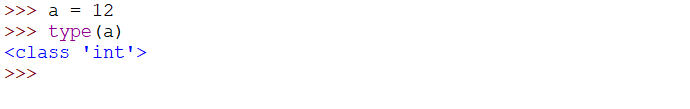 >>> a = 12
>>> type(a)
<class 'int'>
>>>